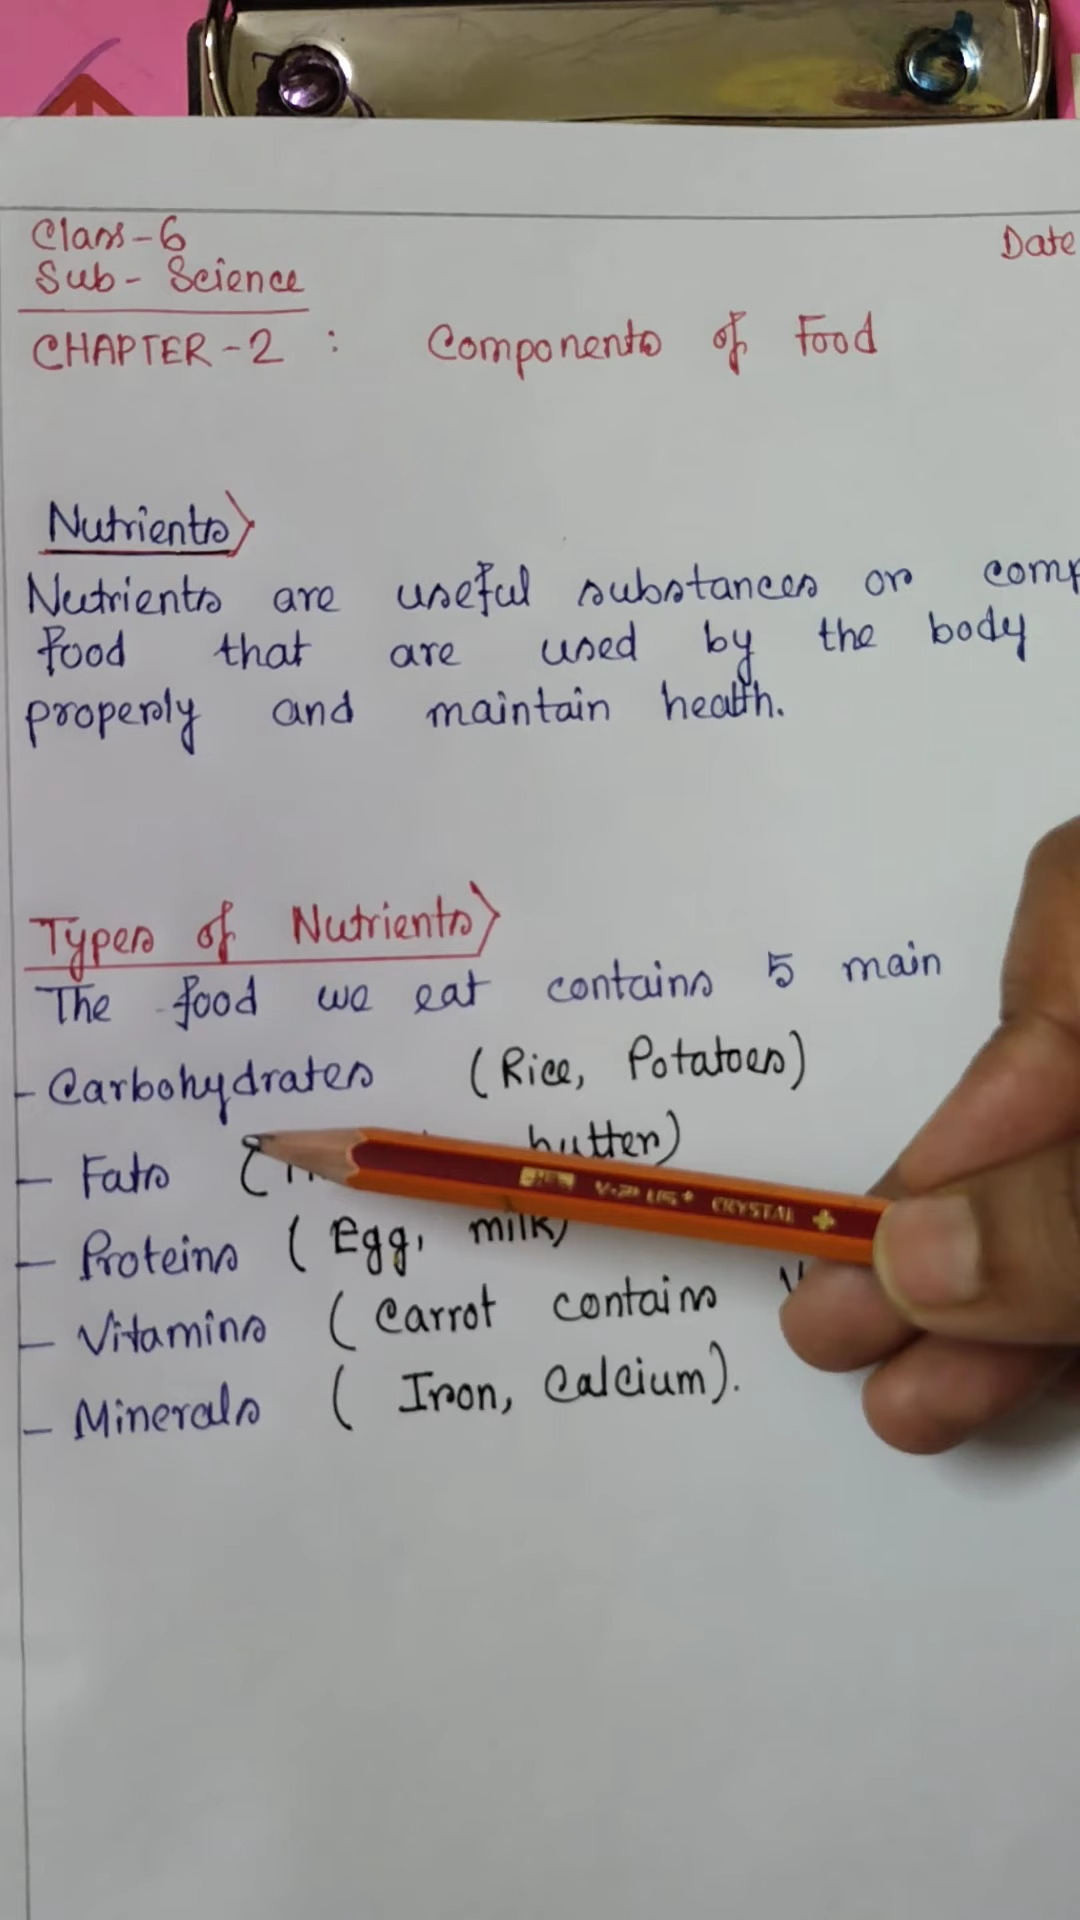 Class-6
Sub- Science
Date
CHAPTER-2 : Components of Food
Nutrients
Nutrients are useful substances or comp
food that are used by the body
properly and maintain health.
Types of Nutrients
The food we eat contains 5 main
- Carbohydrates (Rice, Potatoes)
- Fats ( butter)
- Proteins ( Egg, milk)
- Vitamins ( Carrot contains
- Minerals ( Iron, Calcium).
CRYSTAL